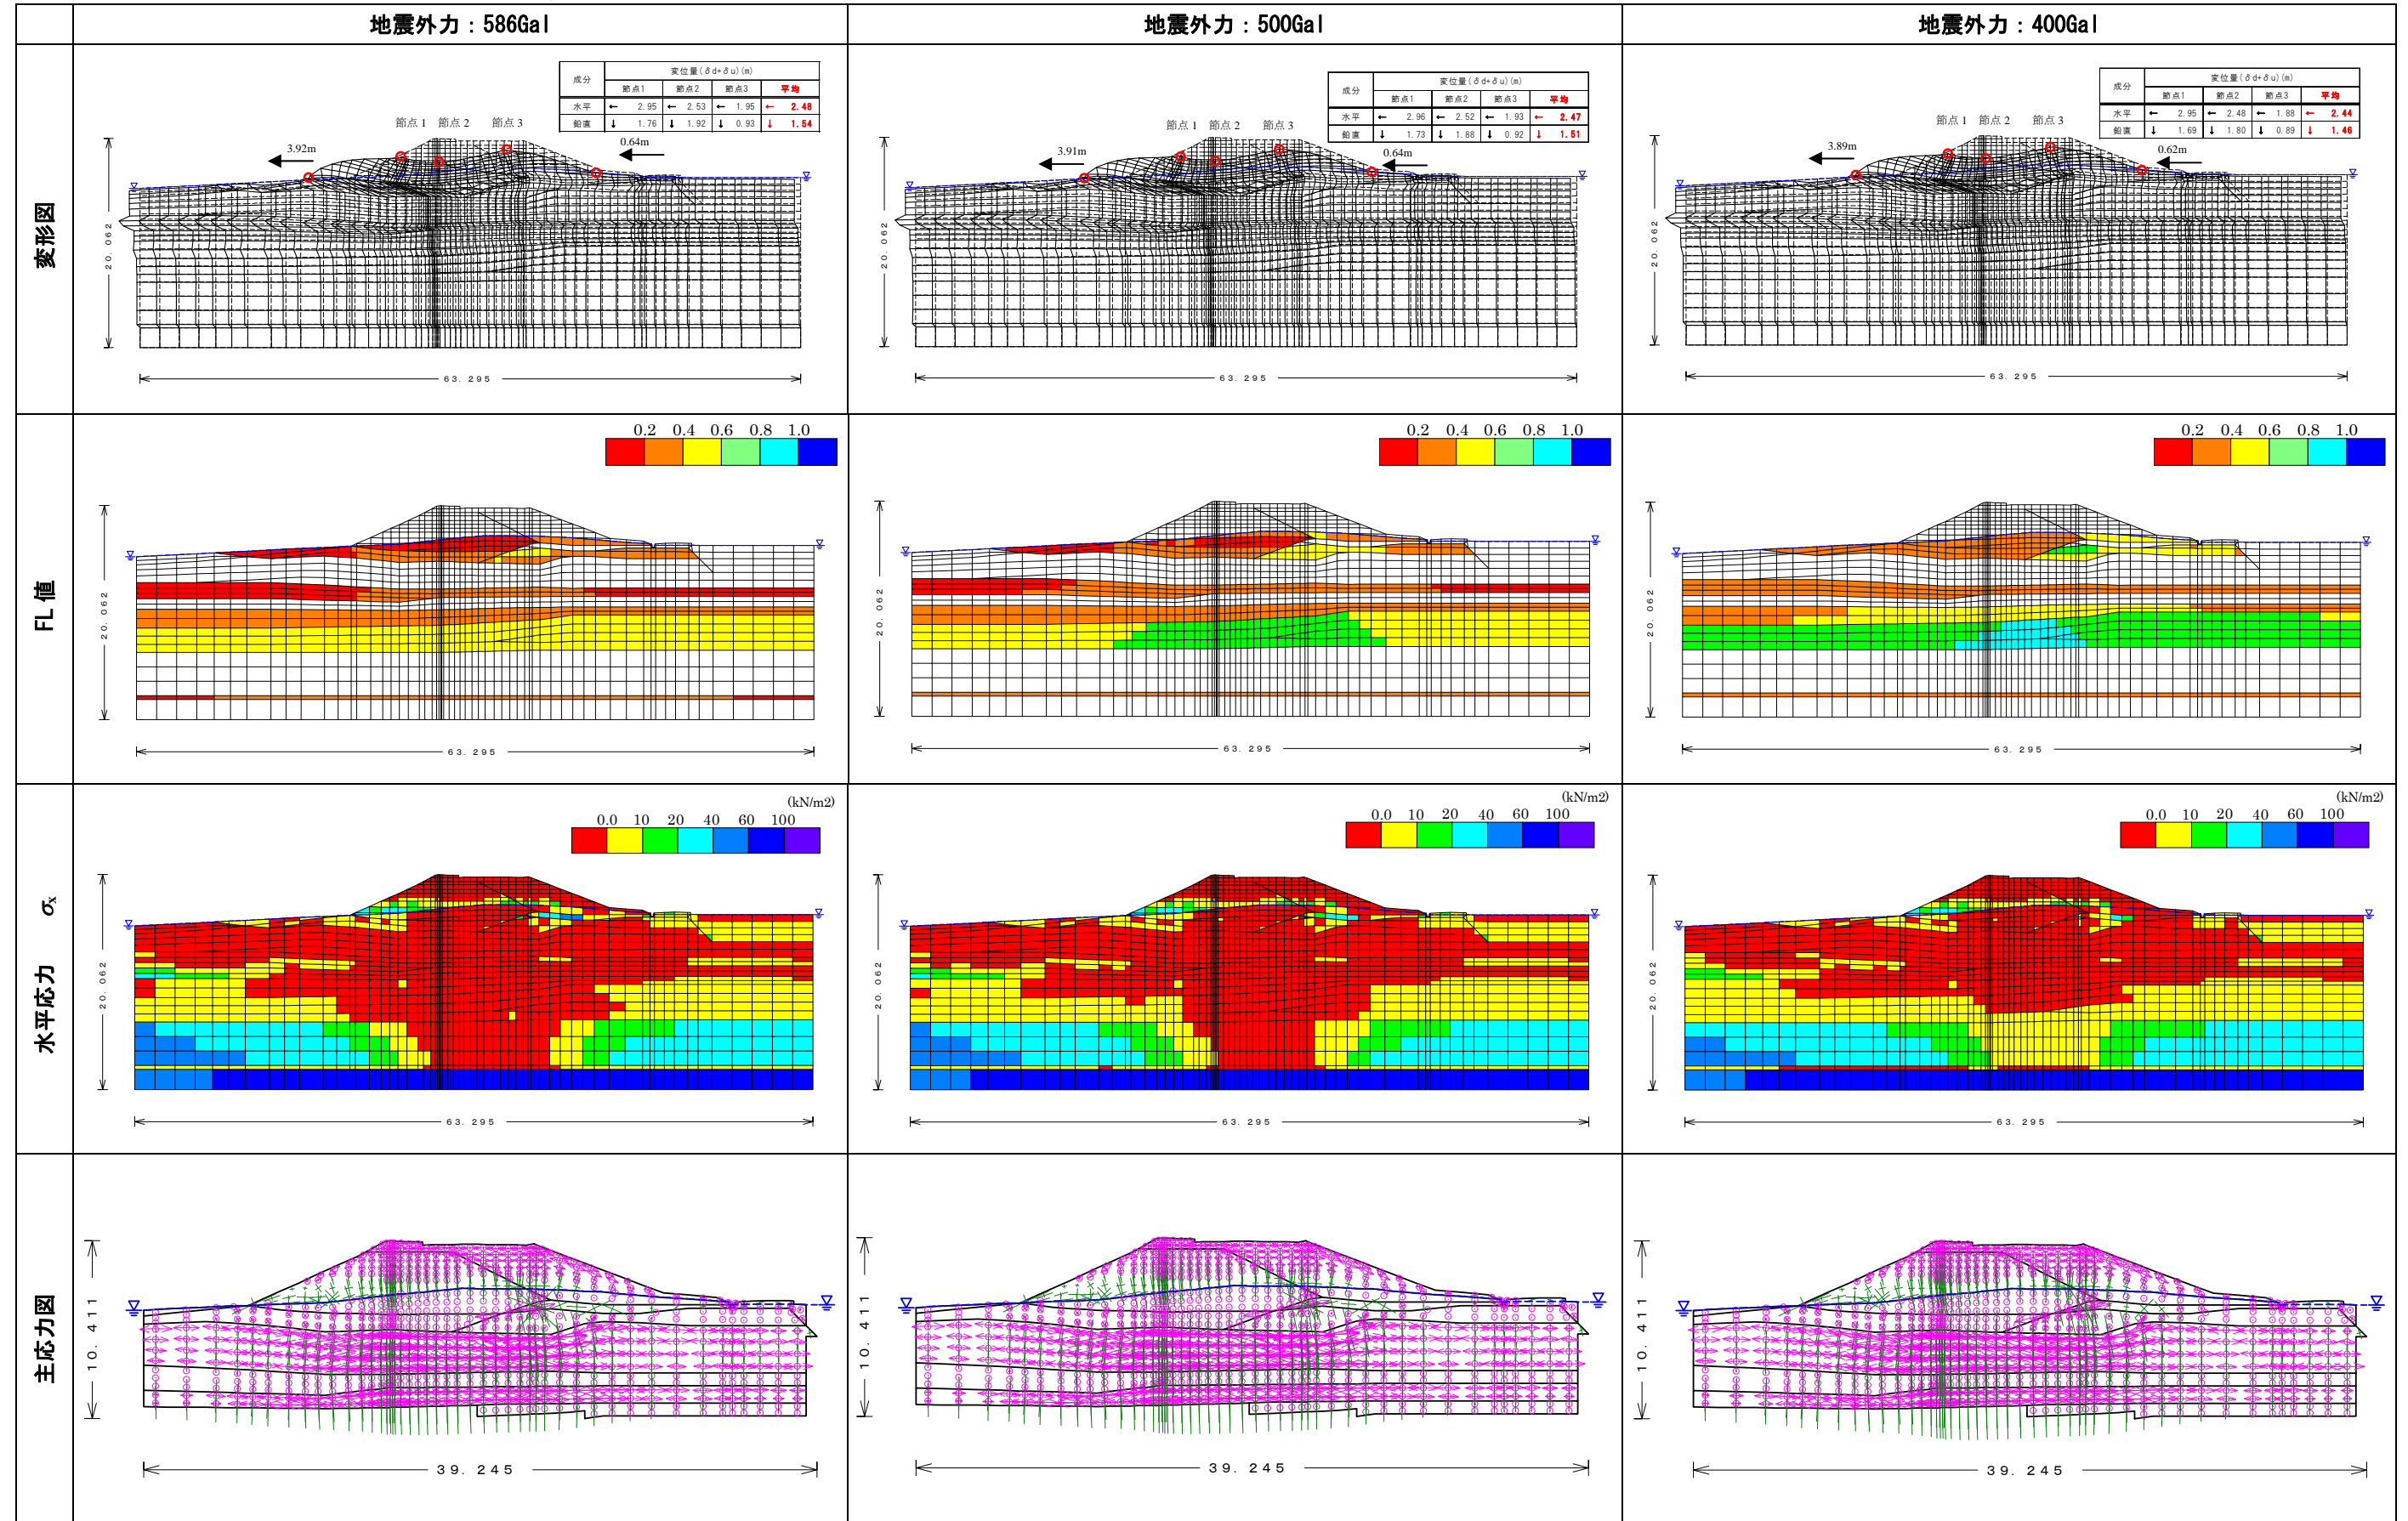 地震外力：586Gal 地震外力：500Gal 地震外力：400Gal
変形図
成分 変位量(δd+δu)(m)
節点1 節点2 節点3 平均
水平 ← 2.95 ← 2.53 ← 1.95 ← 2.48
鉛直 ↓ 1.76 ↓ 1.92 ↓ 0.93 ↓ 1.54
節点 1 節点 2 節点 3
3.92m 0.64m
20.062
63.295
成分 変位量(δd+δu)(m)
節点1 節点2 節点3 平均
水平 ← 2.96 ← 2.52 ← 1.93 ← 2.47
鉛直 ↓ 1.73 ↓ 1.88 ↓ 0.92 ↓ 1.51
節点 1 節点 2 節点 3
3.91m 0.64m
20.062
63.295
成分 変位量(δd+δu)(m)
節点1 節点2 節点3 平均
水平 ← 2.95 ← 2.48 ← 1.88 ← 2.44
鉛直 ↓ 1.69 ↓ 1.80 ↓ 0.89 ↓ 1.46
節点 1 節点 2 節点 3
3.89m 0.62m
20.062
63.295
FL値
0.2 0.4 0.6 0.8 1.0
20.062
63.295
0.2 0.4 0.6 0.8 1.0
20.062
63.295
0.2 0.4 0.6 0.8 1.0
20.062
63.295
水平応力 σx
(kN/m2)
0.0 10 20 40 60 100
20.062
63.295
(kN/m2)
0.0 10 20 40 60 100
20.062
63.295
(kN/m2)
0.0 10 20 40 60 100
20.062
63.295
主応力図
10.411
39.245
10.411
39.245
10.411
39.245